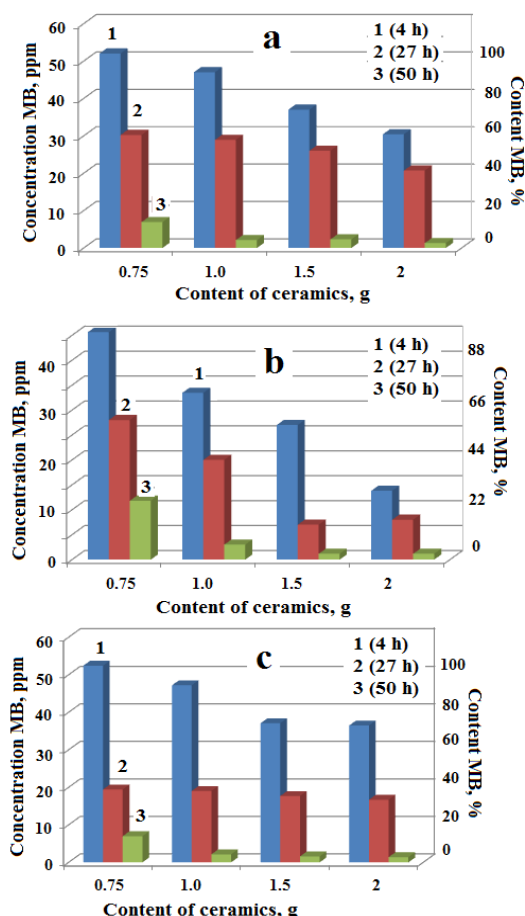 a
1 (4 h)
2 (27 h)
3 (50 h)
1
2
3
Concentration MB, ppm
60
50
40
30
20
10
0
100
80
60
40
20
0
Content MB, %
0.75 1.0 1.5 2
Content of ceramics, g
b
1 (4 h)
2 (27 h)
3 (50 h)
1
2
3
Concentration MB, ppm
40
30
20
10
0
88
66
44
22
0
Content MB, %
0.75 1.0 1.5 2
Content of ceramics, g
c
1 (4 h)
2 (27 h)
3 (50 h)
1
2
3
Concentration MB, ppm
60
50
40
30
20
10
0
100
80
60
40
20
0
Content MB, %
0.75 1.0 1.5 2
Content of ceramics, g